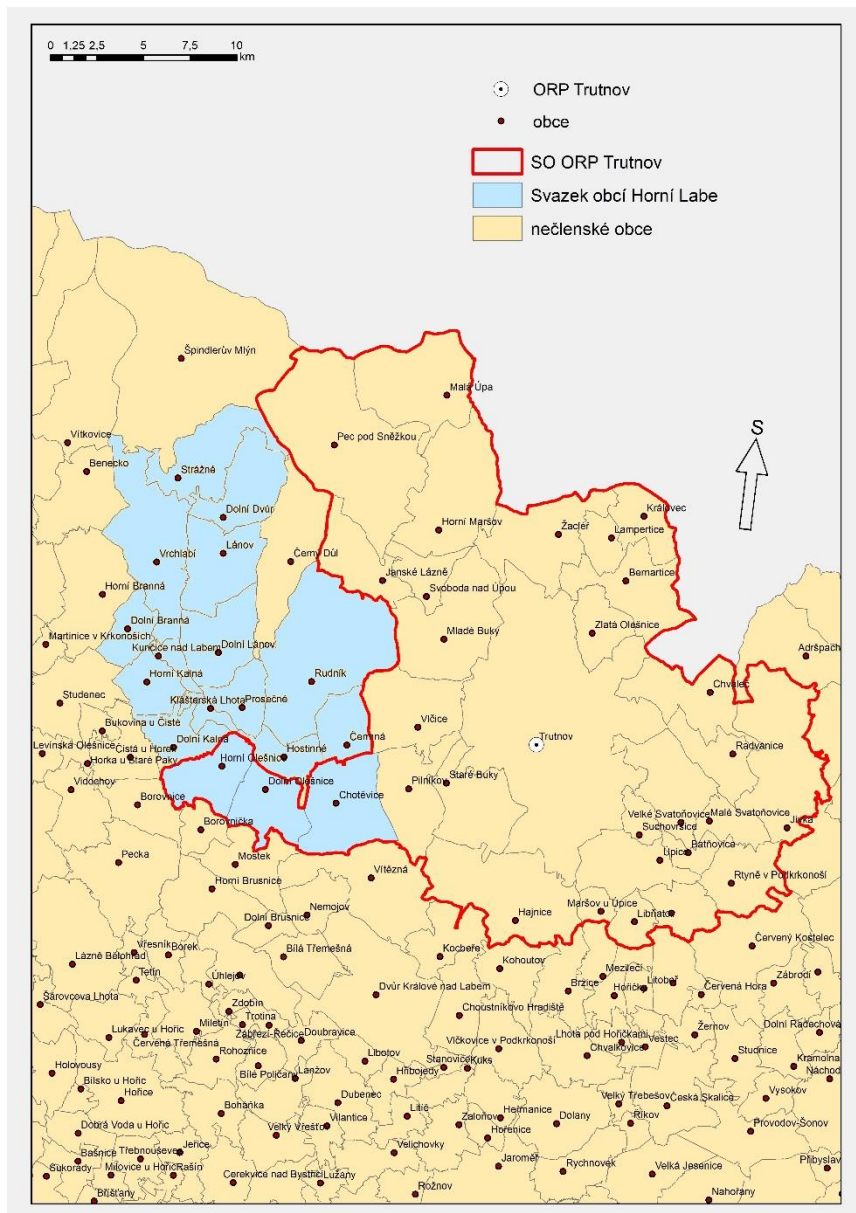 0 1,25 2,5 5 7,5 10
km
ORP Trutnov
obce
SO ORP Trutnov
Svazek obcí Horní Labe
nečlenské obce
S
Špindlerův Mlýn
Malá Úpa
Vítkovice
Pec pod Sněžkou
Benecko
Strážné
Dolní Dvůr
Královec
Horní Maršov
Žacléř
Lampertice
Lánov
Vrchlabí
Černý Důl
Janské Lázně
Bernartice
Horní Branná
Svoboda nad Úpou
Dolní Branná
Zlatá Olešnice
Martinice v Krkonoších
Mladé Buky
Kunčice nad Labem
Dolní Lánov
Adršpach
Horní Kalná
Rudník
Chvaleč
Studenec
Klášterská Lhota
Prosečné
Vlčice
Bukovina u Čisté
Dolní Kalná
Čermná
Trutnov
Levínská Olešnice
Čistá u Horek
Hostinné
Radvanice
Horka u Staré Paky
Horní Olešnice
Vidochov
Dolní Olešnice
Pilníkov
Staré Buky
Borovnice
Chotěvice
Velké Svatoňovice
Malé Svatoňovice
Borovnička
Suchovršice
Jívka
Pecka
Mostek
Úpice
Batňovice
Vítězná
Horní Brusnice
Rtyně v Podkrkonoší
Nemojov
Maršov u Úpice
Dolní Brusnice
Hajnice
Libňatov
Vřesník
Borek
Bílá Třemešná
Kocbeře
Červený Kostelec
Lázně Bělohrad
Kohoutov
Tetín
Úhlejov
Mezilečí
Zábrodí
Brzice
Hořičky
Litoboř
Červená Hora
Šárovcova Lhota
Dvůr Králové nad Labem
Zdobín
Choustníkovo Hradiště
Lukavec u Hořic
Miletín
Trotina
Zábřezí-Řečice
Doubravice
Lhota pod Hořičkami
Žernov
Dolní Radechová
Červená Třemešná
Vlčkovice v Podkrkonoší
Vestec
Rohoznice
Chvalkovice
Studnice
Libotov
Stanovice
Kuks
Kramolna
Holovousy
Bílé Poličany
Lanžov
Hřibojedy
Náchod
Bílsko u Hořic
Hořice
Dubenec
Velký Třebešov
Česká Skalice
Vysokov
Boháňka
Litíč
Zaloňov
Heřmanice
Dolany
Říkov
Vilantice
Dobrá Voda u Hořic
Velký Vřešťov
Hořenice
Provodov-Šonov
Jeřice
Velichovky
Bašnice
Třebnouševes
Jaroměř
Sukorady
Milovice u Hořic
Rašín
Rychnovek
Velká Jesenice
Přibyslav
Cerekvice nad Bystřicí
Lužany
Rožnov
Bříšťany
Nahořany